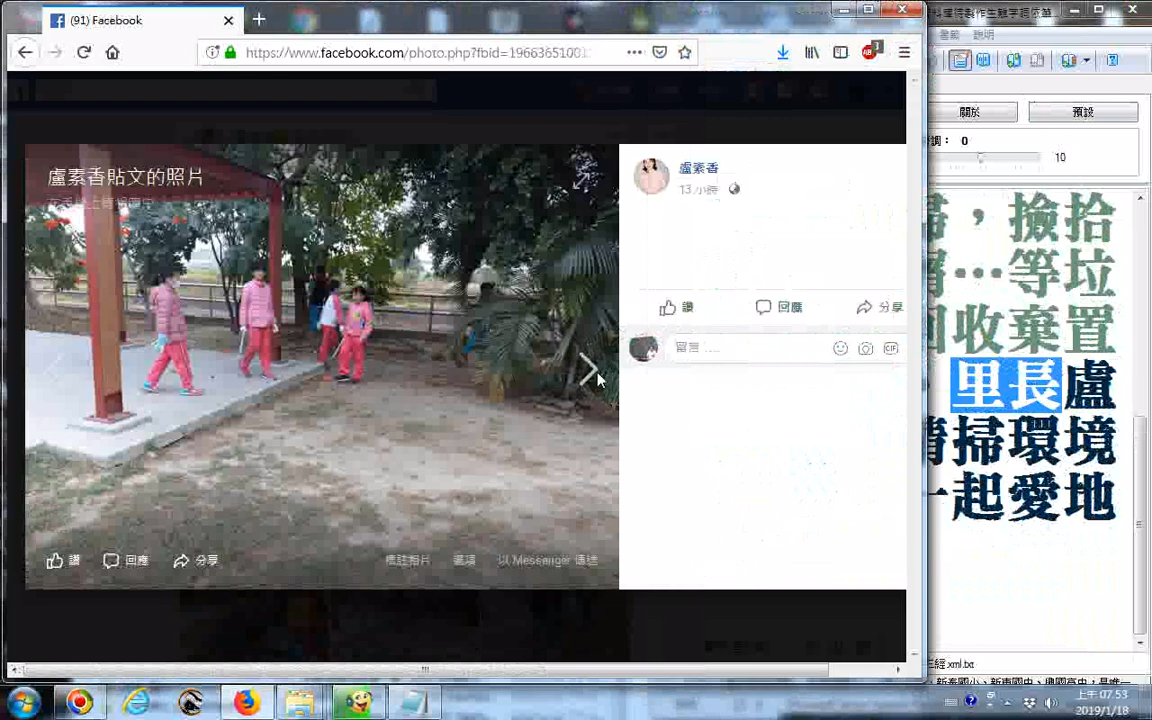 (91) Facebook
https://www.facebook.com/photo.php?fbid=1966365100
盧素香貼文的照片
盧素香
13 小時
讚 回應 分享
留言 ......
GIF
讚 回應 分享 標註相片 選項 以 Messenger 傳送
說明
關於 預設
0
10
，撿拾
…等垃
收棄置
里長盧
清掃環境
一起愛地
上午 07:53
2019/1/18